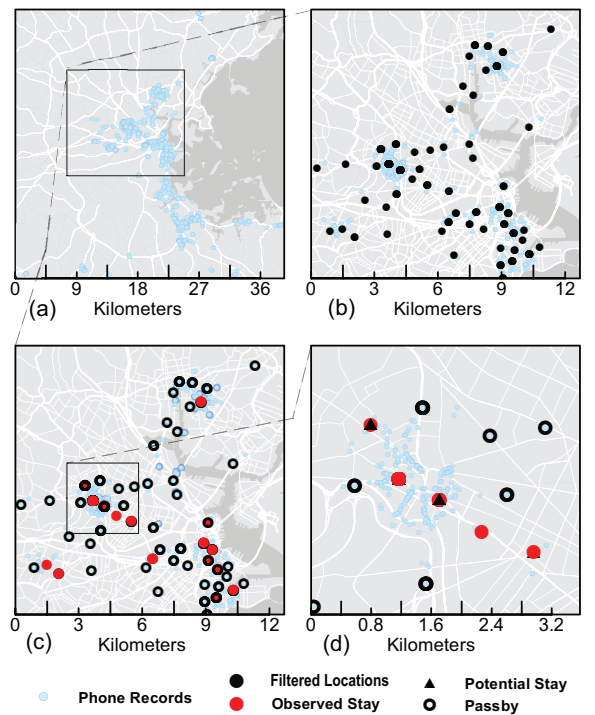 0 9 18 27 36
(a) Kilometers
0 3 6 9 12
(b) Kilometers
0 3 6 9 12
(c) Kilometers
0 0.8 1.6 2.4 3.2
(d) Kilometers
Phone Records
Filtered Locations
Observed Stay
Potential Stay
Passby